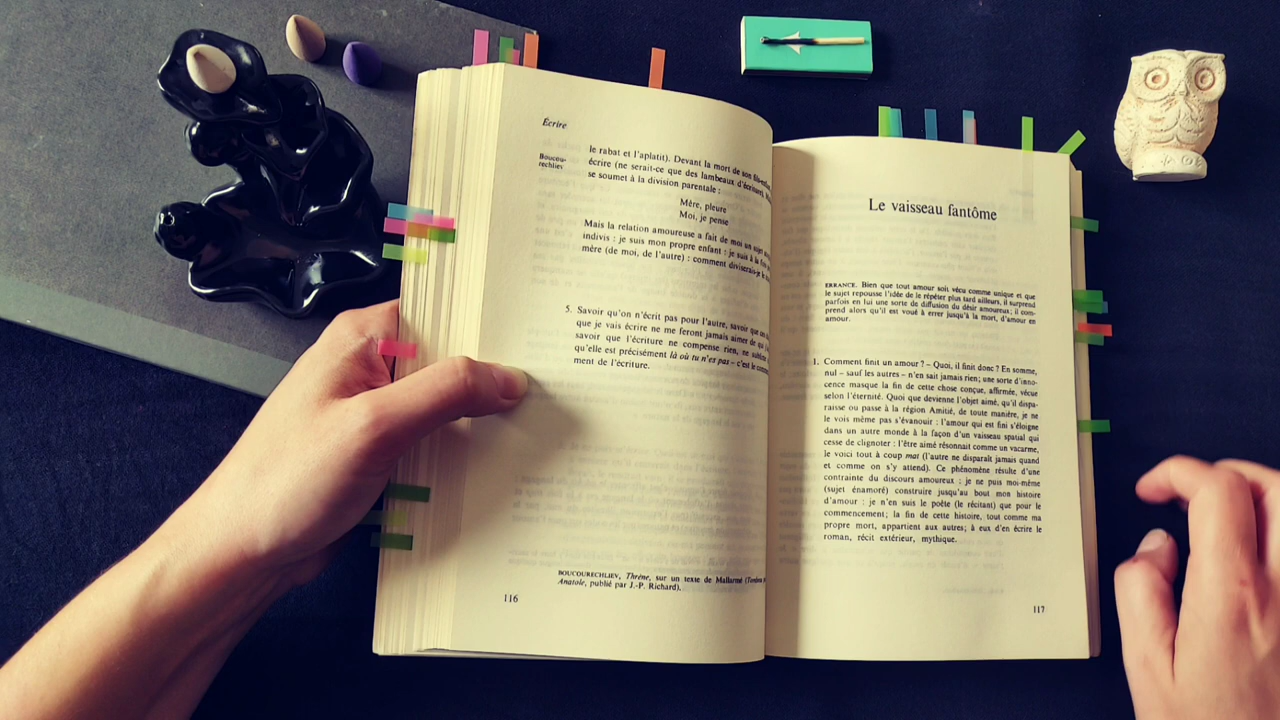 Écrire
Boucou-
rechliev
le rabat et l'aplatit). Devant la mort de son
écrire (ne serait-ce que des lambeaux d'écriture),
se soumet à la division parentale :
Mère, pleure
Moi, je pense
Mais la relation amoureuse a fait de moi un sujet
indivis : je suis mon propre enfant : je suis à la
mère (de moi, de l'autre) : comment
5. Savoir qu'on n'écrit pas pour l'autre, savoir que
que je vais écrire ne me feront jamais aimer de qui
savoir que l'écriture ne compense rien, ne sublime
qu'elle est précisément là où tu n'es pas – c'est le
ment de l'écriture.
BOUCOURECHLIEV, Thrène, sur un texte de Mallarmé
Anatole, publié par J.-P. Richard).
116
Le vaisseau fantôme
ERRANCE. Bien que tout amour soit vécu comme unique et que
le sujet repousse l'idée de le répéter plus tard ailleurs, il surprend
parfois en lui une sorte de diffusion du désir amoureux; il com-
prend alors qu'il est voué à errer jusqu'à la mort, d'amour en
amour.
1. Comment finit un amour ? – Quoi, il finit donc ? En somme,
nul – sauf les autres – n'en sait jamais rien; une sorte d'inno-
cence masque la fin de cette chose conçue, affirmée, vécue
selon l'éternité. Quoi que devienne l'objet aimé, qu'il dispa-
raisse ou passe à la région Amitié, de toute manière, je ne
le vois même pas s'évanouir : l'amour qui est fini s'éloigne
dans un autre monde à la façon d'un vaisseau spatial qui
cesse de clignoter : l'être aimé résonnait comme un vacarme,
le voici tout à coup mat (l'autre ne disparaît jamais quand
et comme on s'y attend). Ce phénomène résulte d'une
contrainte du discours amoureux : je ne puis moi-même
(sujet énamoré) construire jusqu'au bout mon histoire
d'amour : je n'en suis le poète (le récitant) que pour le
commencement; la fin de cette histoire, tout comme ma
propre mort, appartient aux autres; à eux d'en écrire le
roman, récit extérieur, mythique.
117